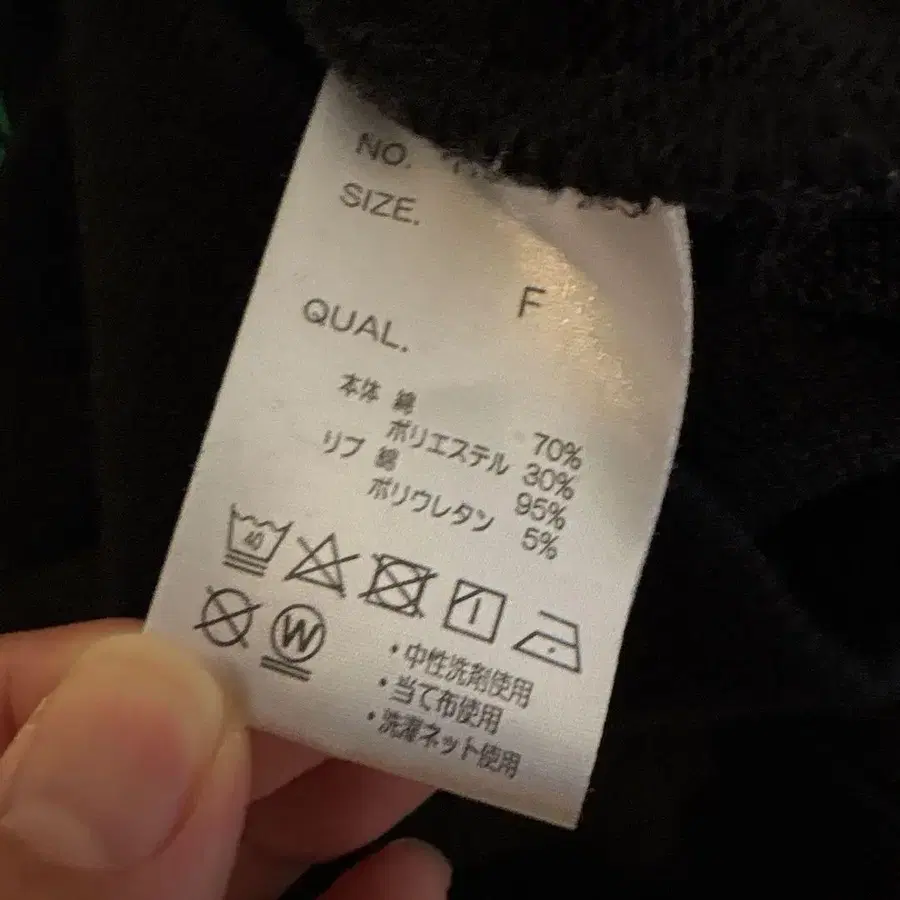 NO.
SIZE.
F
QUAL.
本体 綿 70%
ポリエステル 30%
リブ 綿 95%
ポリウレタン 5%
40
W
・中性洗剤使用
・当て布使用
・洗濯ネット使用